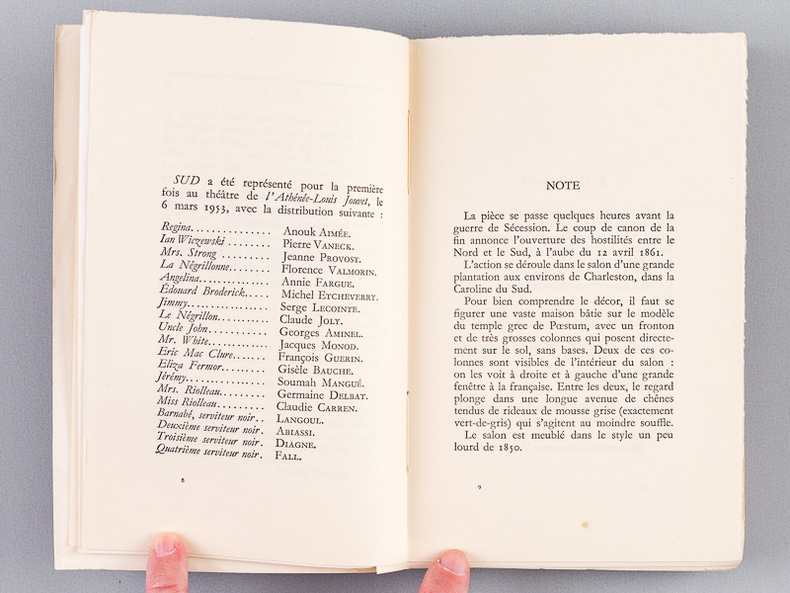 SUD a été représenté pour la première
fois au théâtre de l'Athénée-Louis Jouvet, le
6 mars 1953, avec la distribution suivante :
Regina............... Anouk AIMÉE.
Ian Wiczewski ........ Pierre VANECK.
Mrs. Strong .......... Jeanne PROVOST.
La Négrillonne....... Florence VALMORIN.
Angelina.............. Annie FARGUE.
Édouard Broderick..... Michel ETCHEVERRY.
Jimmy................ Serge LECOINTE.
Le Négrillon........... Claude JOLY.
Uncle John........... Georges AMINEL.
Mr. White............ Jacques MONOD.
Eric Mac Clure....... François GUERIN.
Eliza Fermor......... Gisèle BAUCHE.
Jérémy............... Soumah MANGUÉ.
Mrs. Riolleau......... Germaine DELBAT.
Miss Riolleau......... Claudie CARREN.
Barnabé, serviteur noir.. LANGOUL.
Deuxième serviteur noir. ABIASSI.
Troisième serviteur noir. DIAGNE.
Quatrième serviteur noir. FALL.
8
NOTE
La pièce se passe quelques heures avant la
guerre de Sécession. Le coup de canon de la
fin annonce l'ouverture des hostilités entre le
Nord et le Sud, à l'aube du 12 avril 1861.
L'action se déroule dans le salon d'une grande
plantation aux environs de Charleston, dans la
Caroline du Sud.
Pour bien comprendre le décor, il faut se
figurer une vaste maison bâtie sur le modèle
du temple grec de Pœstum, avec un fronton
et de très grosses colonnes qui posent directe-
ment sur le sol, sans bases. Deux de ces co-
lonnes sont visibles de l'intérieur du salon :
on les voit à droite et à gauche d'une grande
fenêtre à la française. Entre les deux, le regard
plonge dans une longue avenue de chênes
tendus de rideaux de mousse grise (exactement
vert-de-gris) qui s'agitent au moindre souffle.
Le salon est meublé dans le style un peu
lourd de 1850.
9